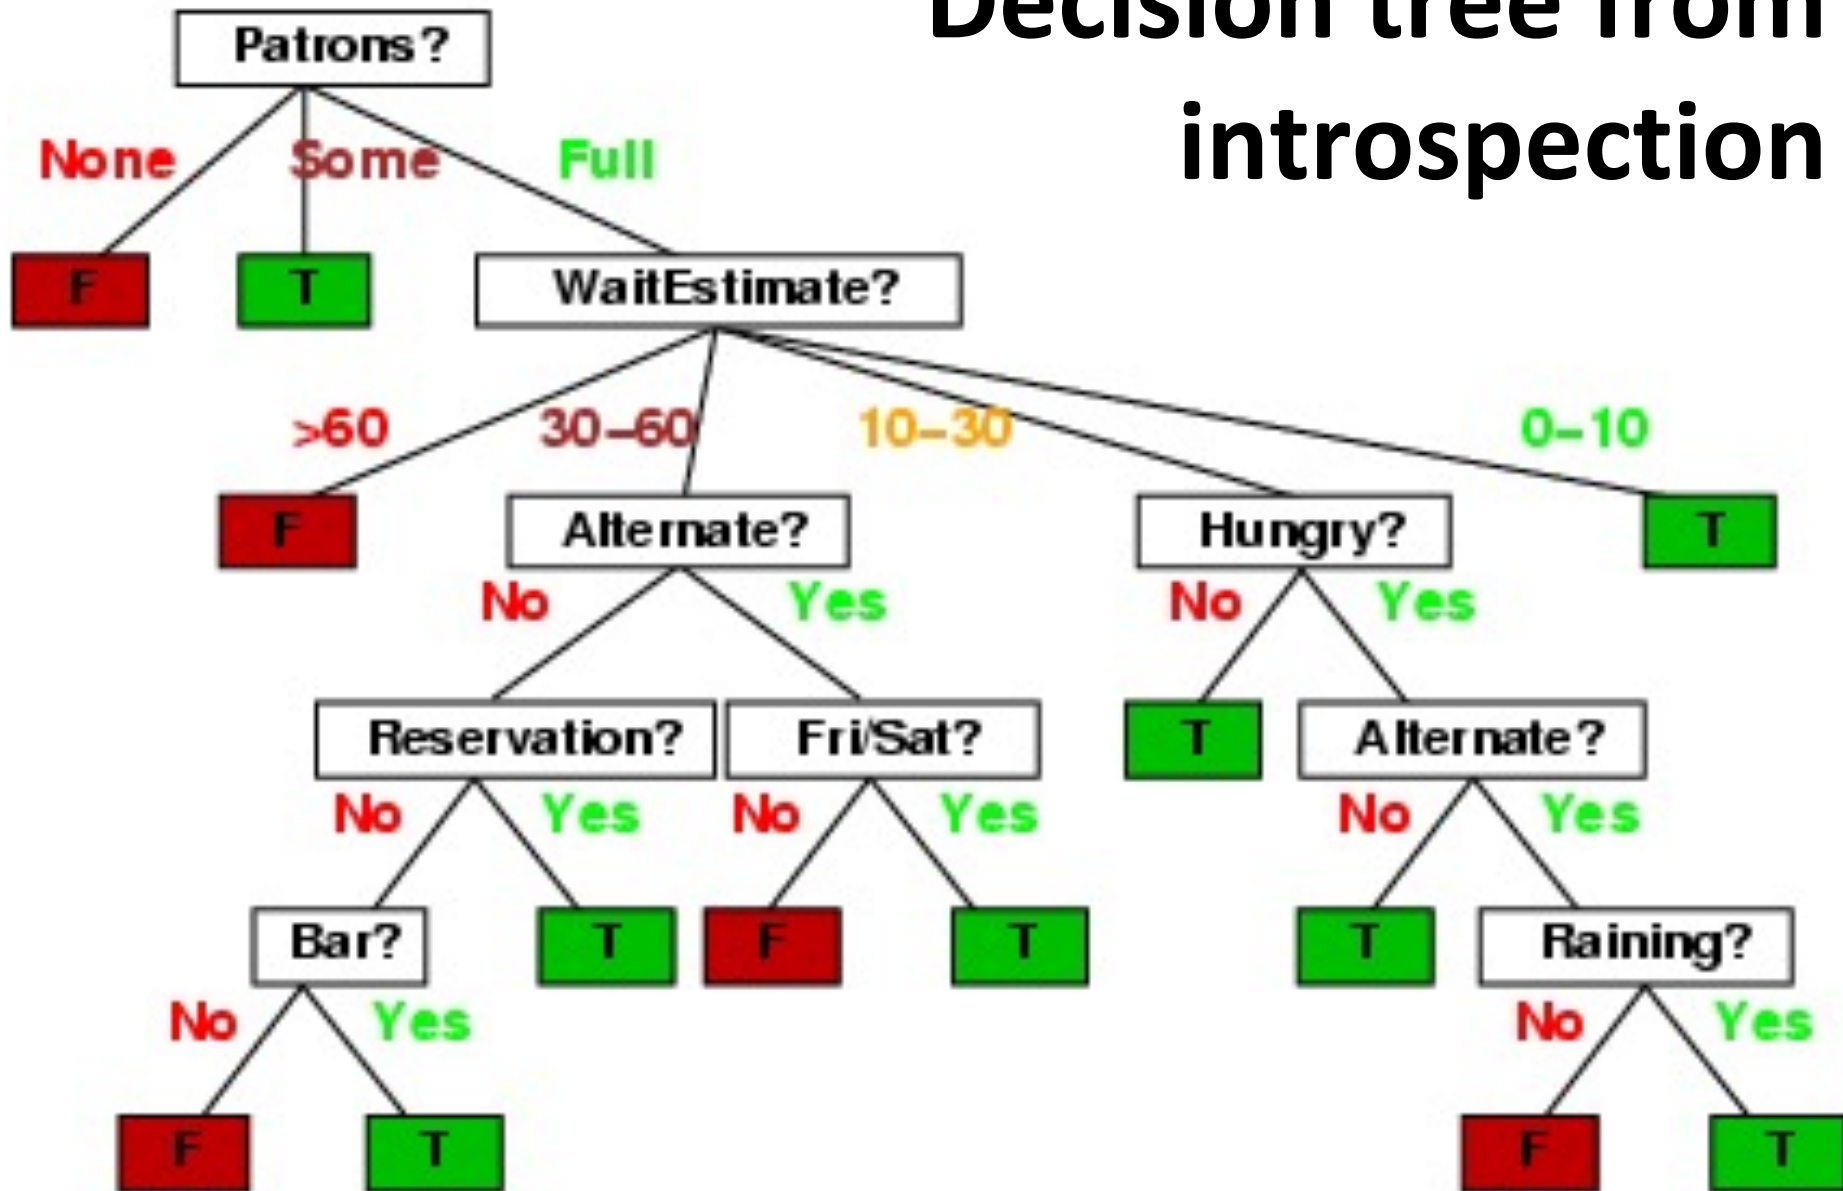 Decision tree from
introspection
Patrons?
None Some Full
F T WaitEstimate?
>60 30–60 10–30 0–10
F Alternate? Hungry? T
No Yes No Yes
Reservation? Fri/Sat? T Alternate?
No Yes No Yes No Yes
Bar? T F T T Raining?
No Yes No Yes
F T F T